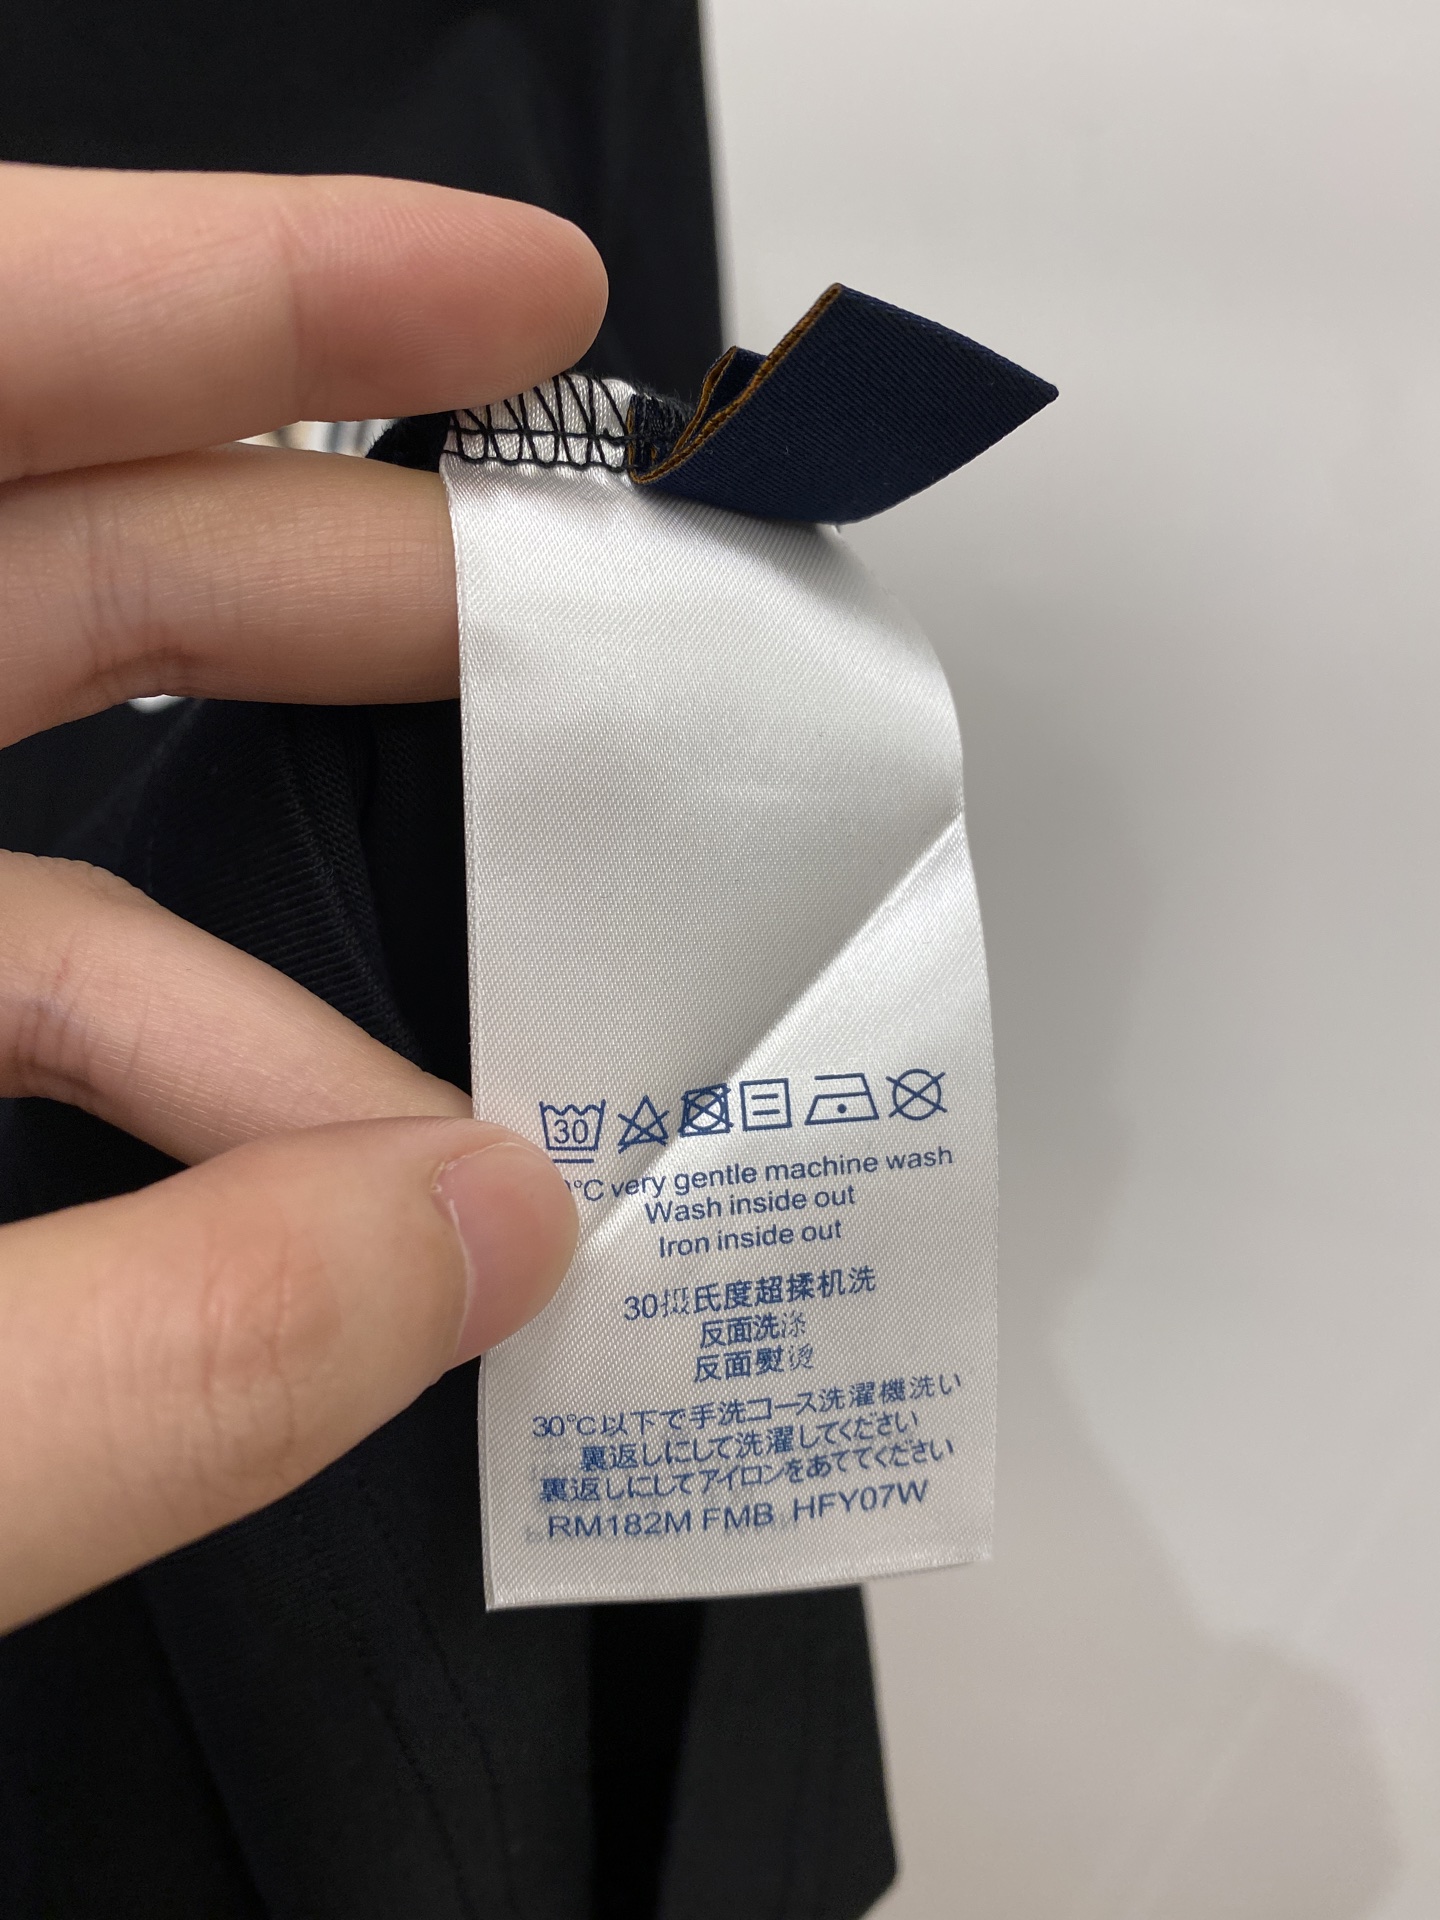 30
°C very gentle machine wash
Wash inside out
Iron inside out
30摄氏度超揉机洗
反面洗涤
反面熨烫
30℃以下で手洗コース洗濯機洗い
裏返しにして洗濯してください
裏返しにしてアイロンをあててください
RM182M FMB HFY07W